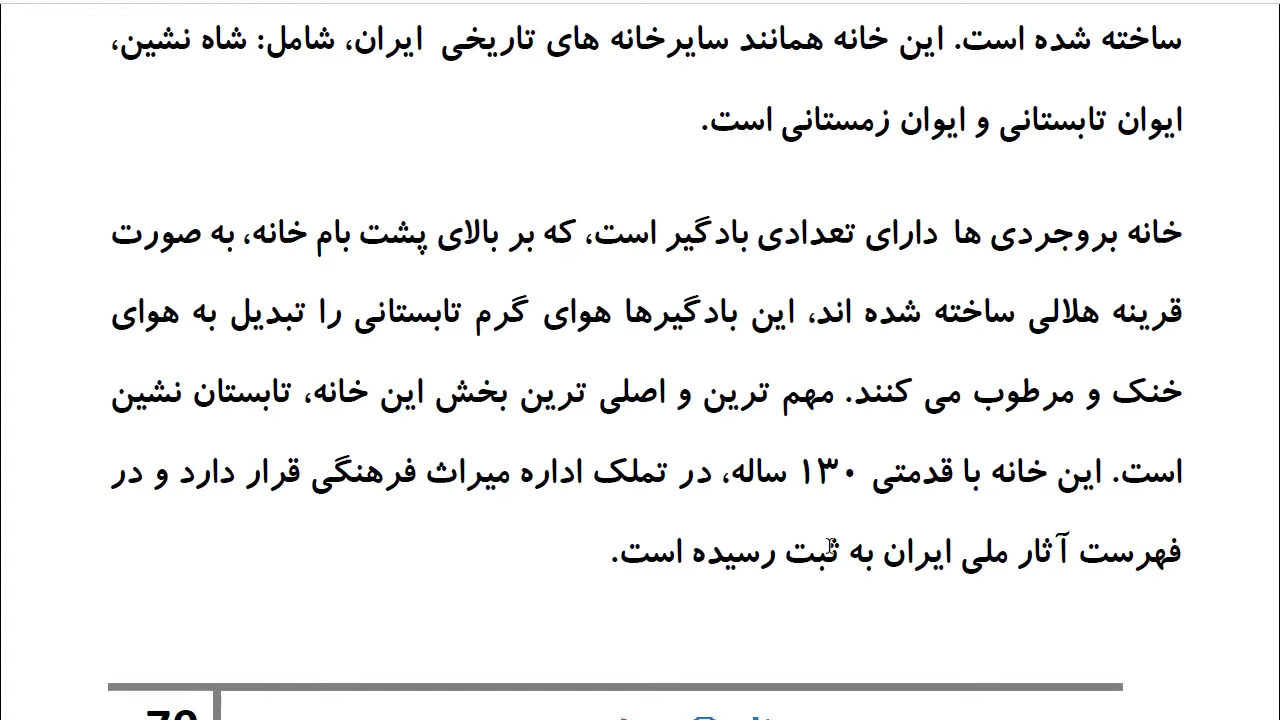 ساخته شده است. این خانه همانند سایرخانه های تاریخی ایران، شامل: شاه نشین،
ایوان تابستانی و ایوان زمستانی است.
خانه بروجردی ها دارای تعدادی بادگیر است، که بر بالای پشت بام خانه، به صورت
قرینه هلالی ساخته شده اند، این بادگیرها هوای گرم تابستانی را تبدیل به هوای
خنک و مرطوب می کنند. مهم ترین و اصلی ترین بخش این خانه، تابستان نشین
است. این خانه با قدمتی ۱۳۰ ساله، در تملک اداره میراث فرهنگی قرار دارد و در
فهرست آثار ملی ایران به ثبت رسیده است.